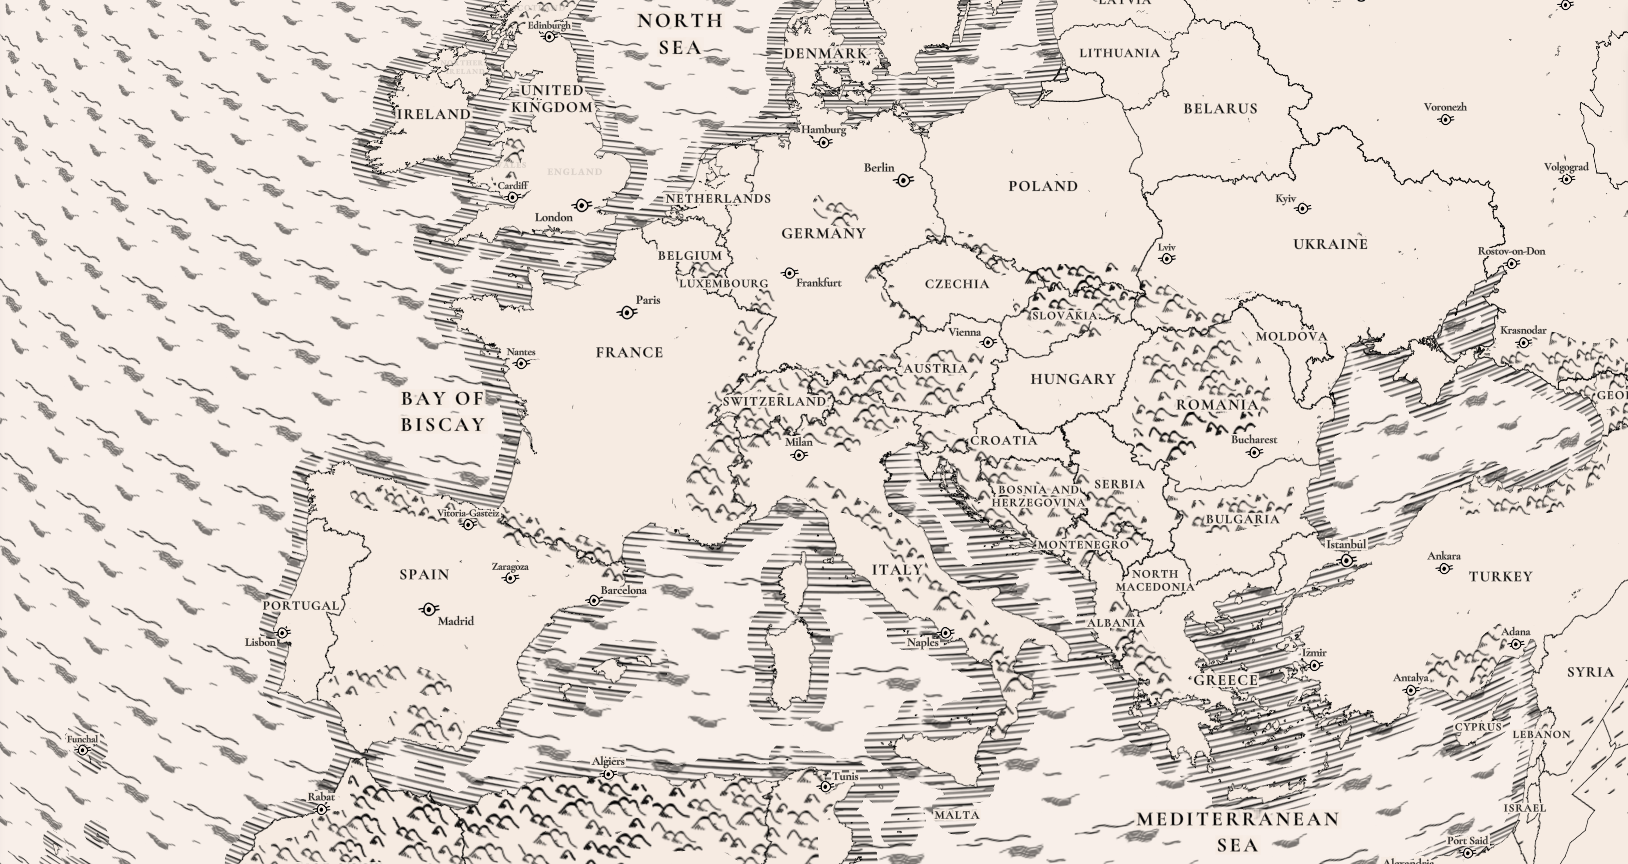 LATVIA
NORTH
SEA
Edinburgh
DENMARK
LITHUANIA
NORTHERN
IRELAND
UNITED
KINGDOM
IRELAND
BELARUS
Voronezh
Hamburg
Berlin
ENGLAND
Volgograd
Cardiff
POLAND
NETHERLANDS
Kyiv
London
GERMANY
UKRAINE
Lviv
Rostov-on-Don
BELGIUM
LUXEMBOURG
Frankfurt
CZECHIA
Paris
SLOVAKIA
Vienna
MOLDOVA
Krasnodar
Nantes
FRANCE
AUSTRIA
HUNGARY
BAY OF
BISCAY
SWITZERLAND
ROMANIA
Milan
CROATIA
Bucharest
BOSNIA AND
HERZEGOVINA
SERBIA
Vitoria-Gasteiz
BULGARIA
MONTENEGRO
Istanbul
Zaragoza
SPAIN
ITALY
NORTH
MACEDONIA
Ankara
TURKEY
Barcelona
PORTUGAL
Madrid
Lisbon
ALBANIA
Naples
Adana
Izmir
SYRIA
GREECE
Antalya
Funchal
CYPRUS
LEBANON
Algiers
Tunis
Rabat
MALTA
ISRAEL
MEDITERRANEAN
SEA
Port Said